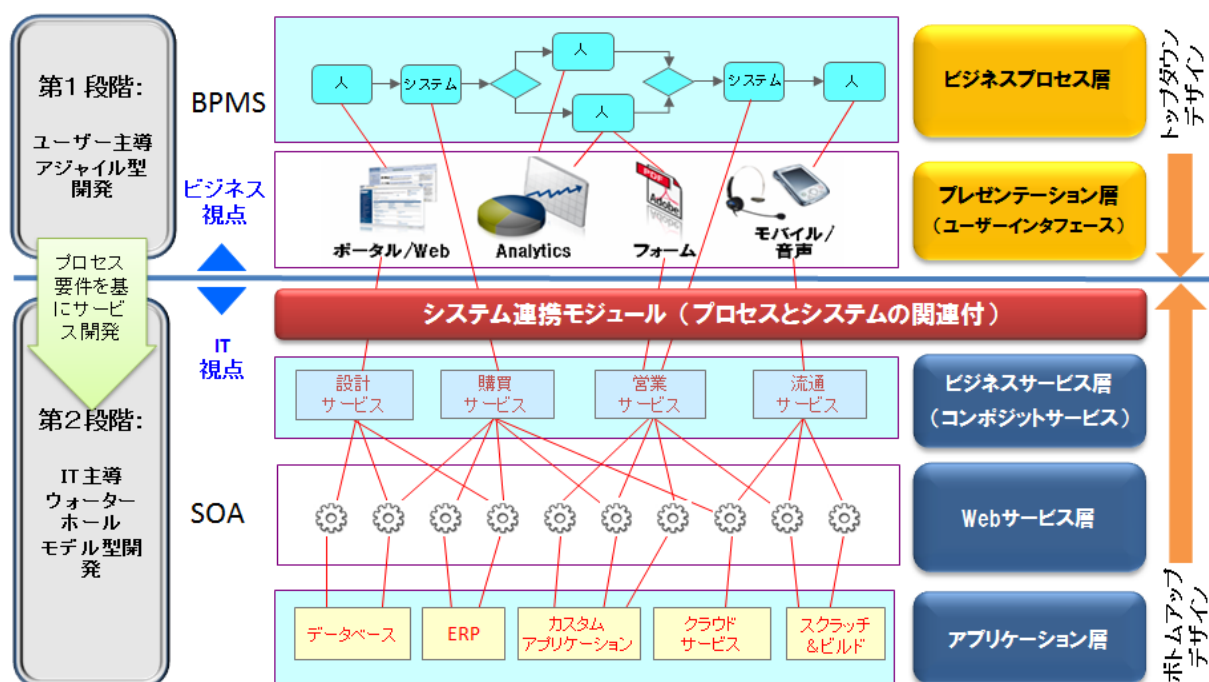 第1段階:
ユーザー主導
アジャイル型
開発
プロセス
要件を基
にサービ
ス開発
第2段階:
IT主導
ウォーター
ホール
モデル型開
発
BPMS
ビジネス
視点
IT
視点
SOA
人
システム
人
人
システム
人
ポータル/Web
Analytics
PDF
Adobe
フォーム
モバイル/
音声
システム連携モジュール(プロセスとシステムの関連付)
設計
サービス
購買
サービス
営業
サービス
流通
サービス
データベース
ERP
カスタム
アプリケーション
クラウド
サービス
スクラッチ
&ビルド
ビジネスプロセス層
プレゼンテーション層
(ユーザーインタフェース)
ビジネスサービス層
(コンポジットサービス)
Webサービス層
アプリケーション層
トップダウン
デザイン
ボトムアップ
デザイン